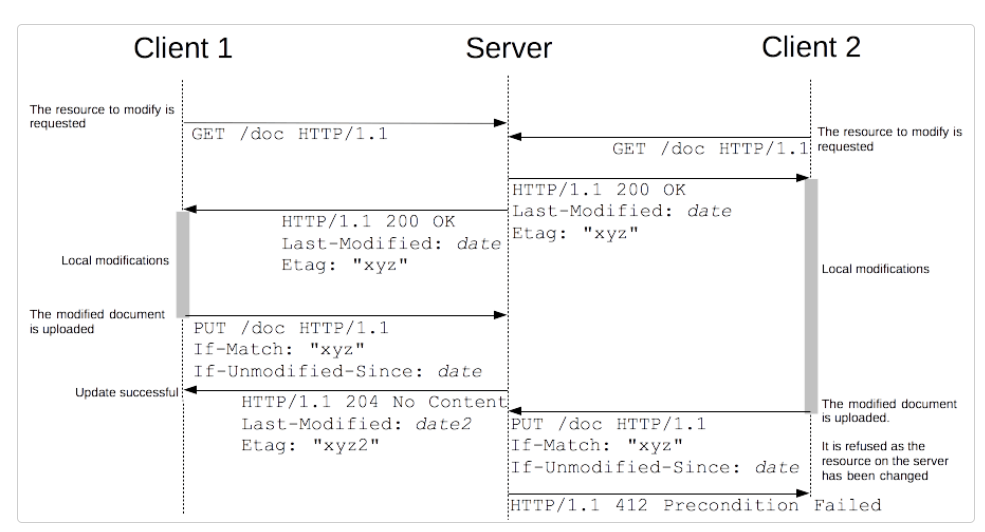 Client 1
Server
Client 2
The resource to modify is
requested
GET /doc HTTP/1.1
The resource to modify is
requested
GET /doc HTTP/1.1
HTTP/1.1 200 OK
Last-Modified: date
Etag: "xyz"
HTTP/1.1 200 OK
Last-Modified: date
Etag: "xyz"
Local modifications
Local modifications
The modified document
is uploaded
PUT /doc HTTP/1.1
If-Match: "xyz"
If-Unmodified-Since: date
Update successful
HTTP/1.1 204 No Content
Last-Modified: date2
Etag: "xyz2"
The modified document
is uploaded.
PUT /doc HTTP/1.1
If-Match: "xyz"
If-Unmodified-Since: date
It is refused as the
resource on the server
has been changed
HTTP/1.1 412 Precondition Failed